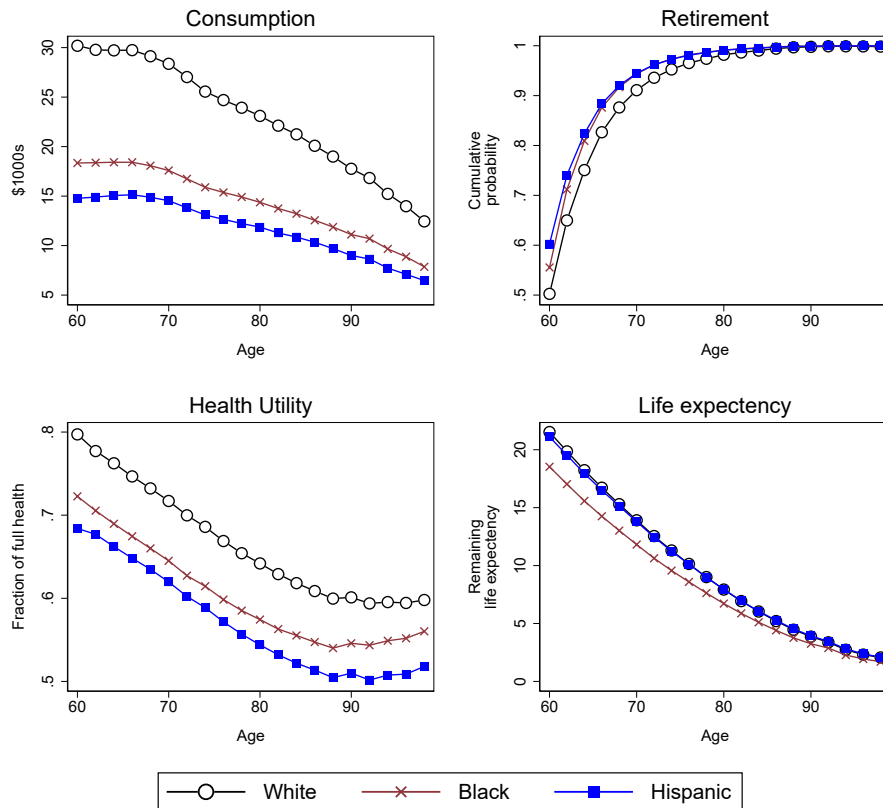 Consumption
30
25
20
15
10
5
$1000s
60 70 80 90
Age
Retirement
1
.9
.8
.7
.6
.5
Cumulative
probability
60 70 80 90
Age
Health Utility
.8
.7
.6
.5
Fraction of full health
60 70 80 90
Age
Life expectency
20
15
10
5
0
Remaining
life expectency
60 70 80 90
Age
White Black Hispanic